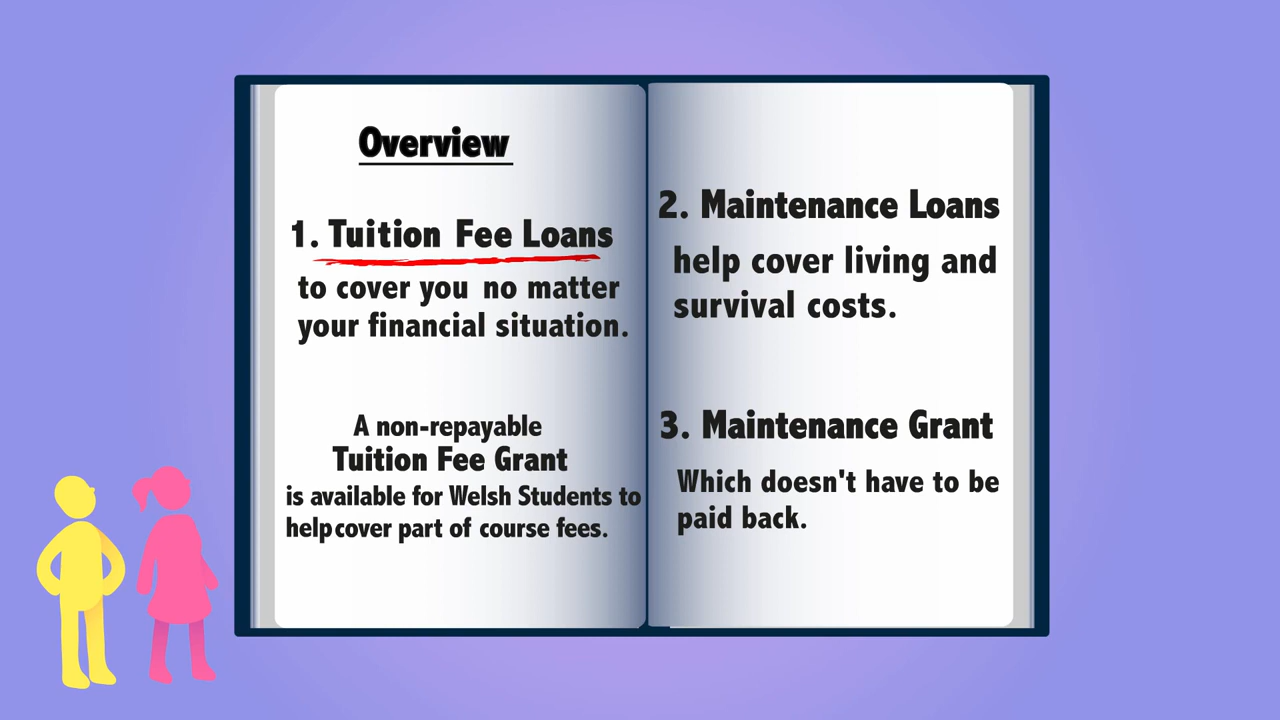 Overview
1. Tuition Fee Loans
to cover you no matter
your financial situation.
A non-repayable
Tuition Fee Grant
is available for Welsh Students to
help cover part of course fees.
2. Maintenance Loans
help cover living and
survival costs.
3. Maintenance Grant
Which doesn't have to be
paid back.